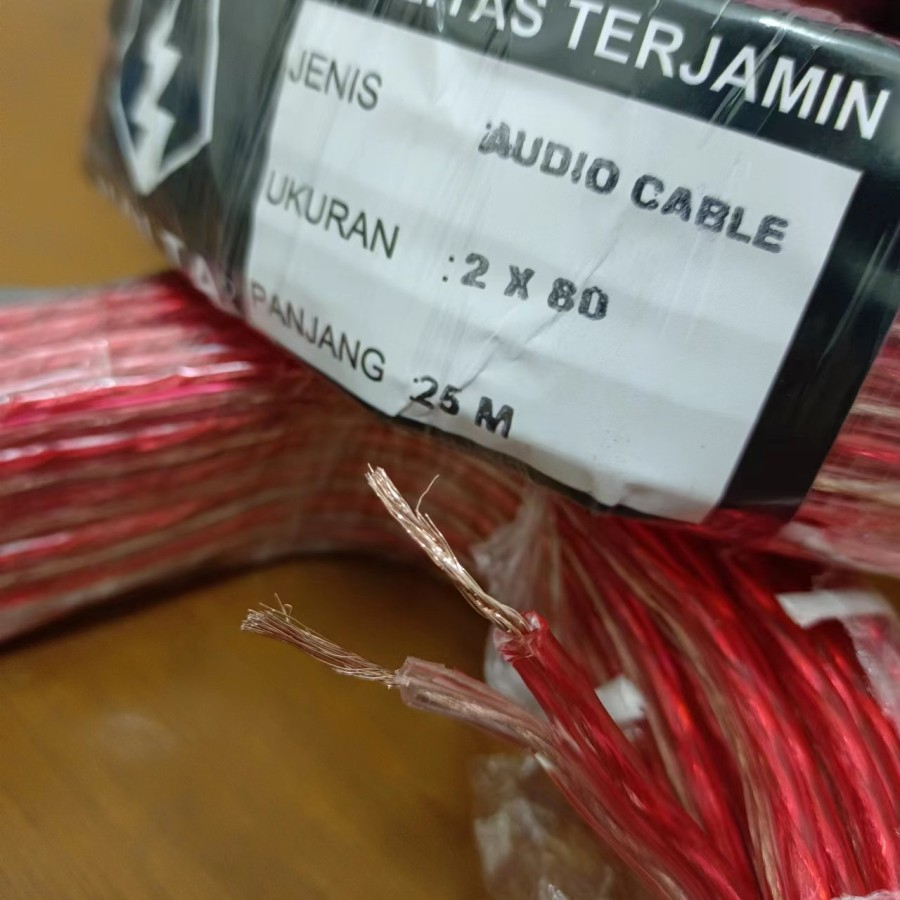 TERJAMIN
JENIS
: AUDIO CABLE
UKURAN
: 2 X 80
PANJANG
: 25 M